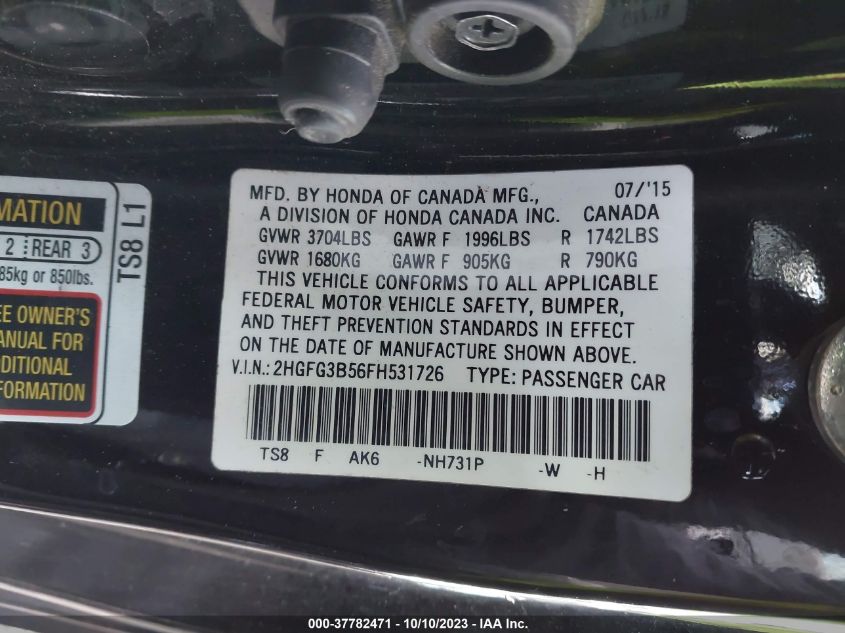 MATION
2 REAR 3
85kg or 850lbs.
EE OWNER'S
ANUAL FOR
DDITIONAL
FORMATION
TS8 L1
MFD. BY HONDA OF CANADA MFG., 07/'15
A DIVISION OF HONDA CANADA INC. CANADA
GVWR 3704LBS GAWR F 1996LBS R 1742LBS
GVWR 1680KG GAWR F 905KG R 790KG
THIS VEHICLE CONFORMS TO ALL APPLICABLE
FEDERAL MOTOR VEHICLE SAFETY, BUMPER,
AND THEFT PREVENTION STANDARDS IN EFFECT
ON THE DATE OF MANUFACTURE SHOWN ABOVE.
V.I.N.: 2HGFG3B56FH531726 TYPE: PASSENGER CAR
TS8 F AK6 -NH731P -W -H
000-37782471 - 10/10/2023 - IAA Inc.